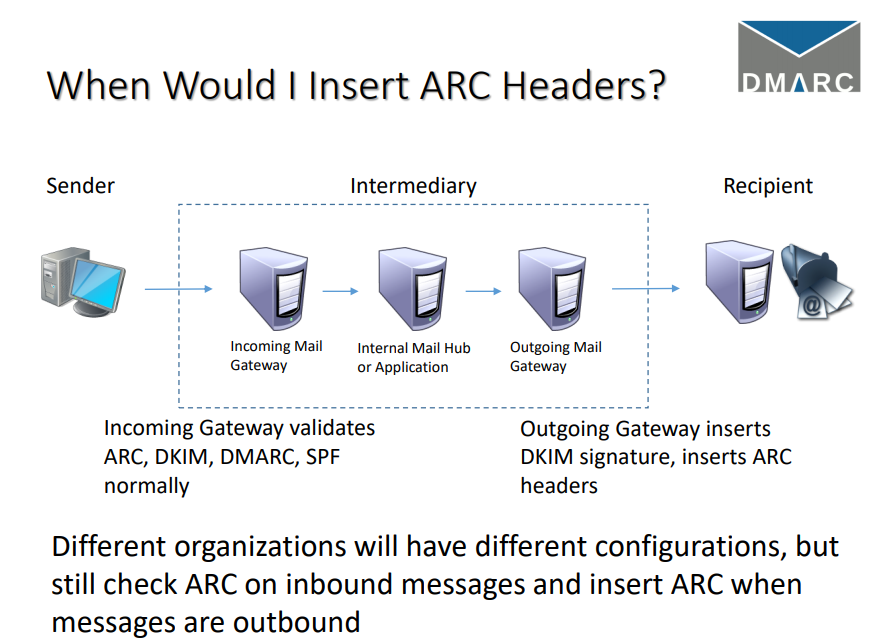 DMARC
When Would I Insert ARC Headers?
Sender
Intermediary
Recipient
Incoming Mail
Gateway
Internal Mail Hub
or Application
Outgoing Mail
Gateway
@
Incoming Gateway validates
ARC, DKIM, DMARC, SPF
normally
Outgoing Gateway inserts
DKIM signature, inserts ARC
headers
Different organizations will have different configurations, but
still check ARC on inbound messages and insert ARC when
messages are outbound